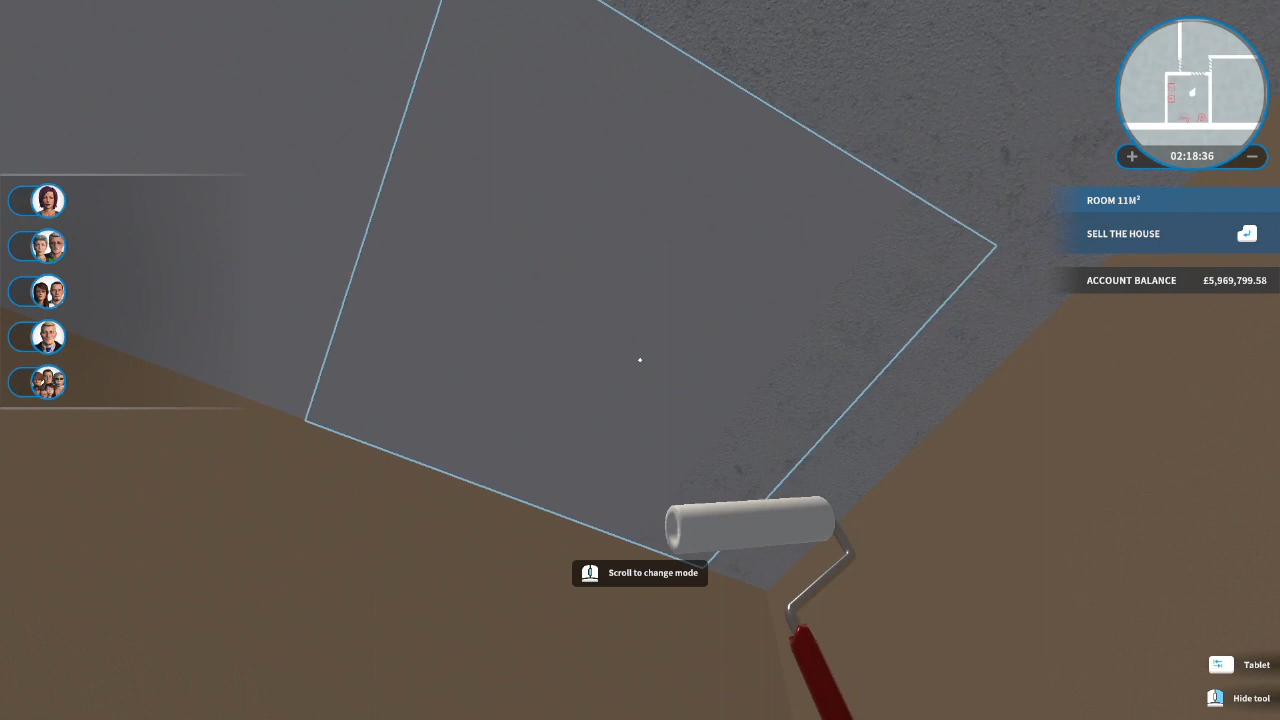 02:18:36
ROOM 11M²
SELL THE HOUSE
ACCOUNT BALANCE £5,969,799.58
Scroll to change mode
Tablet
Hide tool